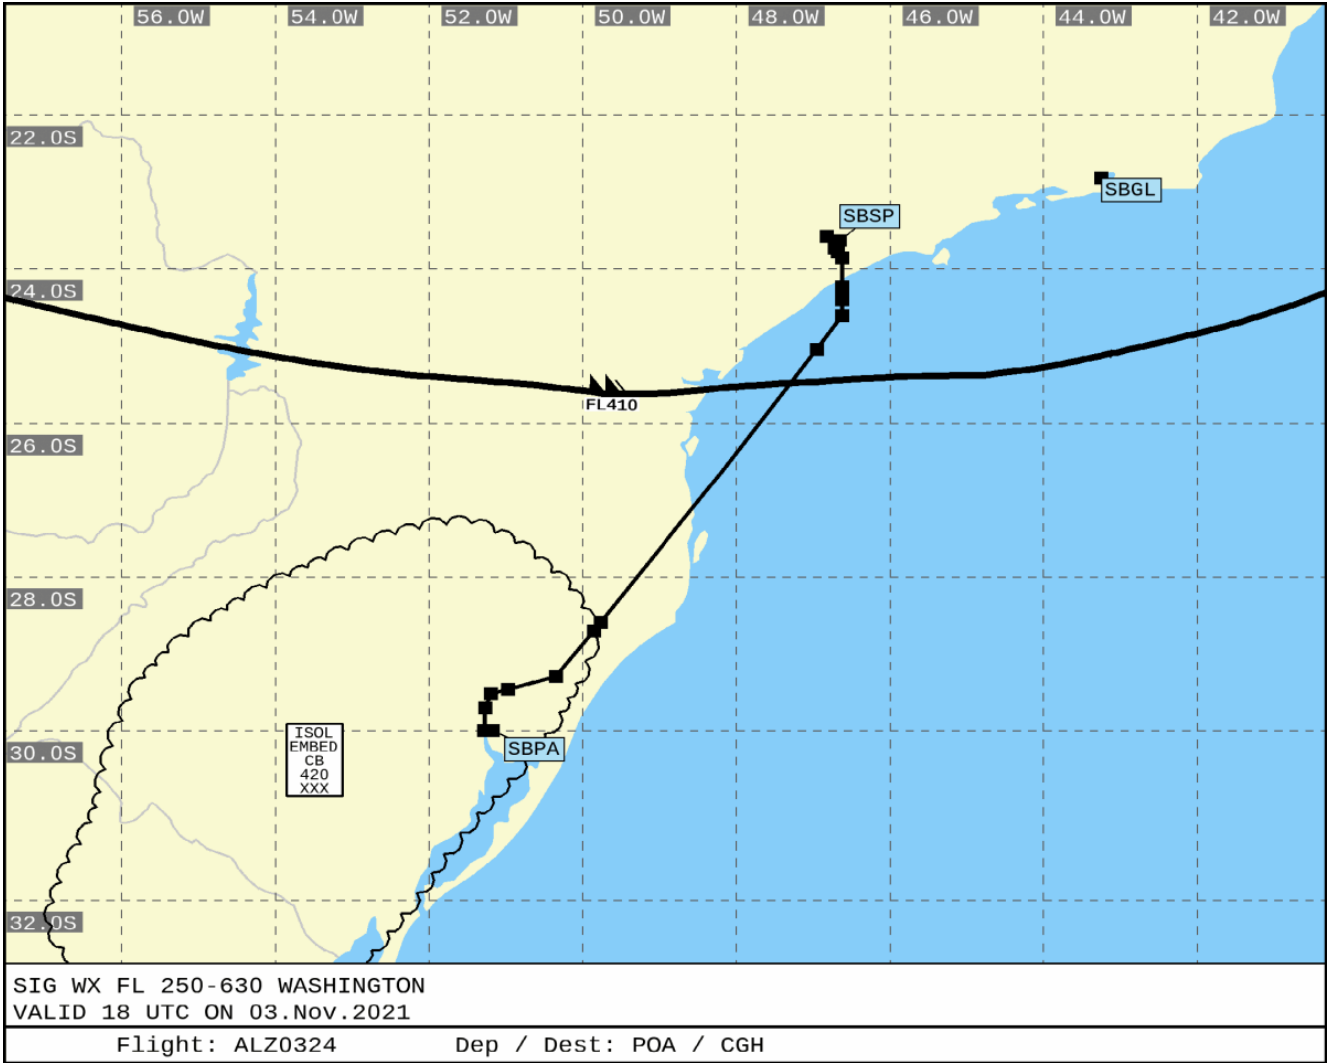 56.0W 54.0W 52.0W 50.0W 48.0W 46.0W 44.0W 42.0W
22.0S
SBGL
SBSP
24.0S
FL410
26.0S
28.0S
ISOL
EMBED
CB
420
XXX
30.0S
SBPA
32.0S
SIG WX FL 250-630 WASHINGTON
VALID 18 UTC ON 03.Nov.2021
Flight: ALZ0324 Dep / Dest: POA / CGH